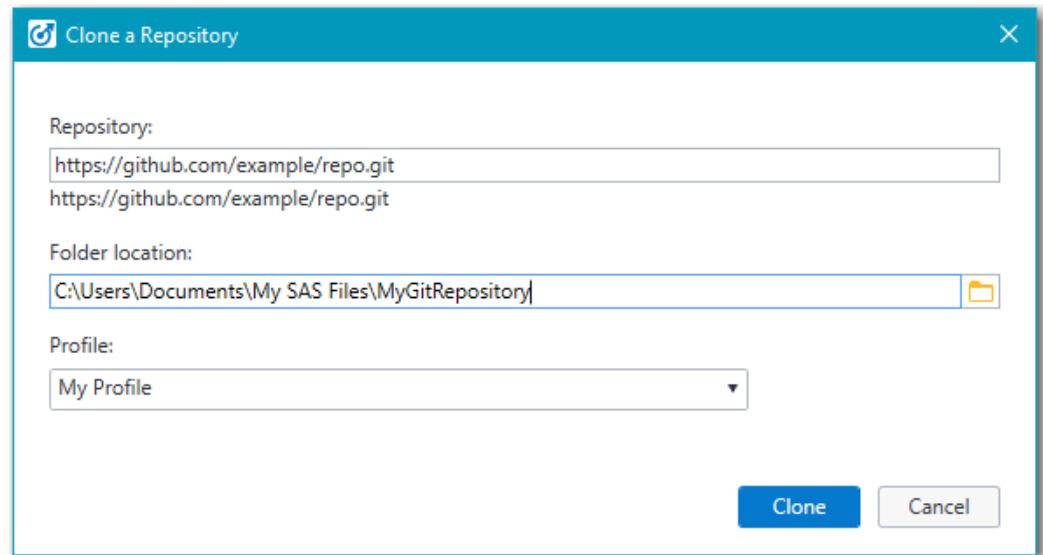 Clone a Repository
Repository:
https://github.com/example/repo.git
https://github.com/example/repo.git
Folder location:
C:\Users\Documents\My SAS Files\MyGitRepository
Profile:
My Profile
Clone Cancel